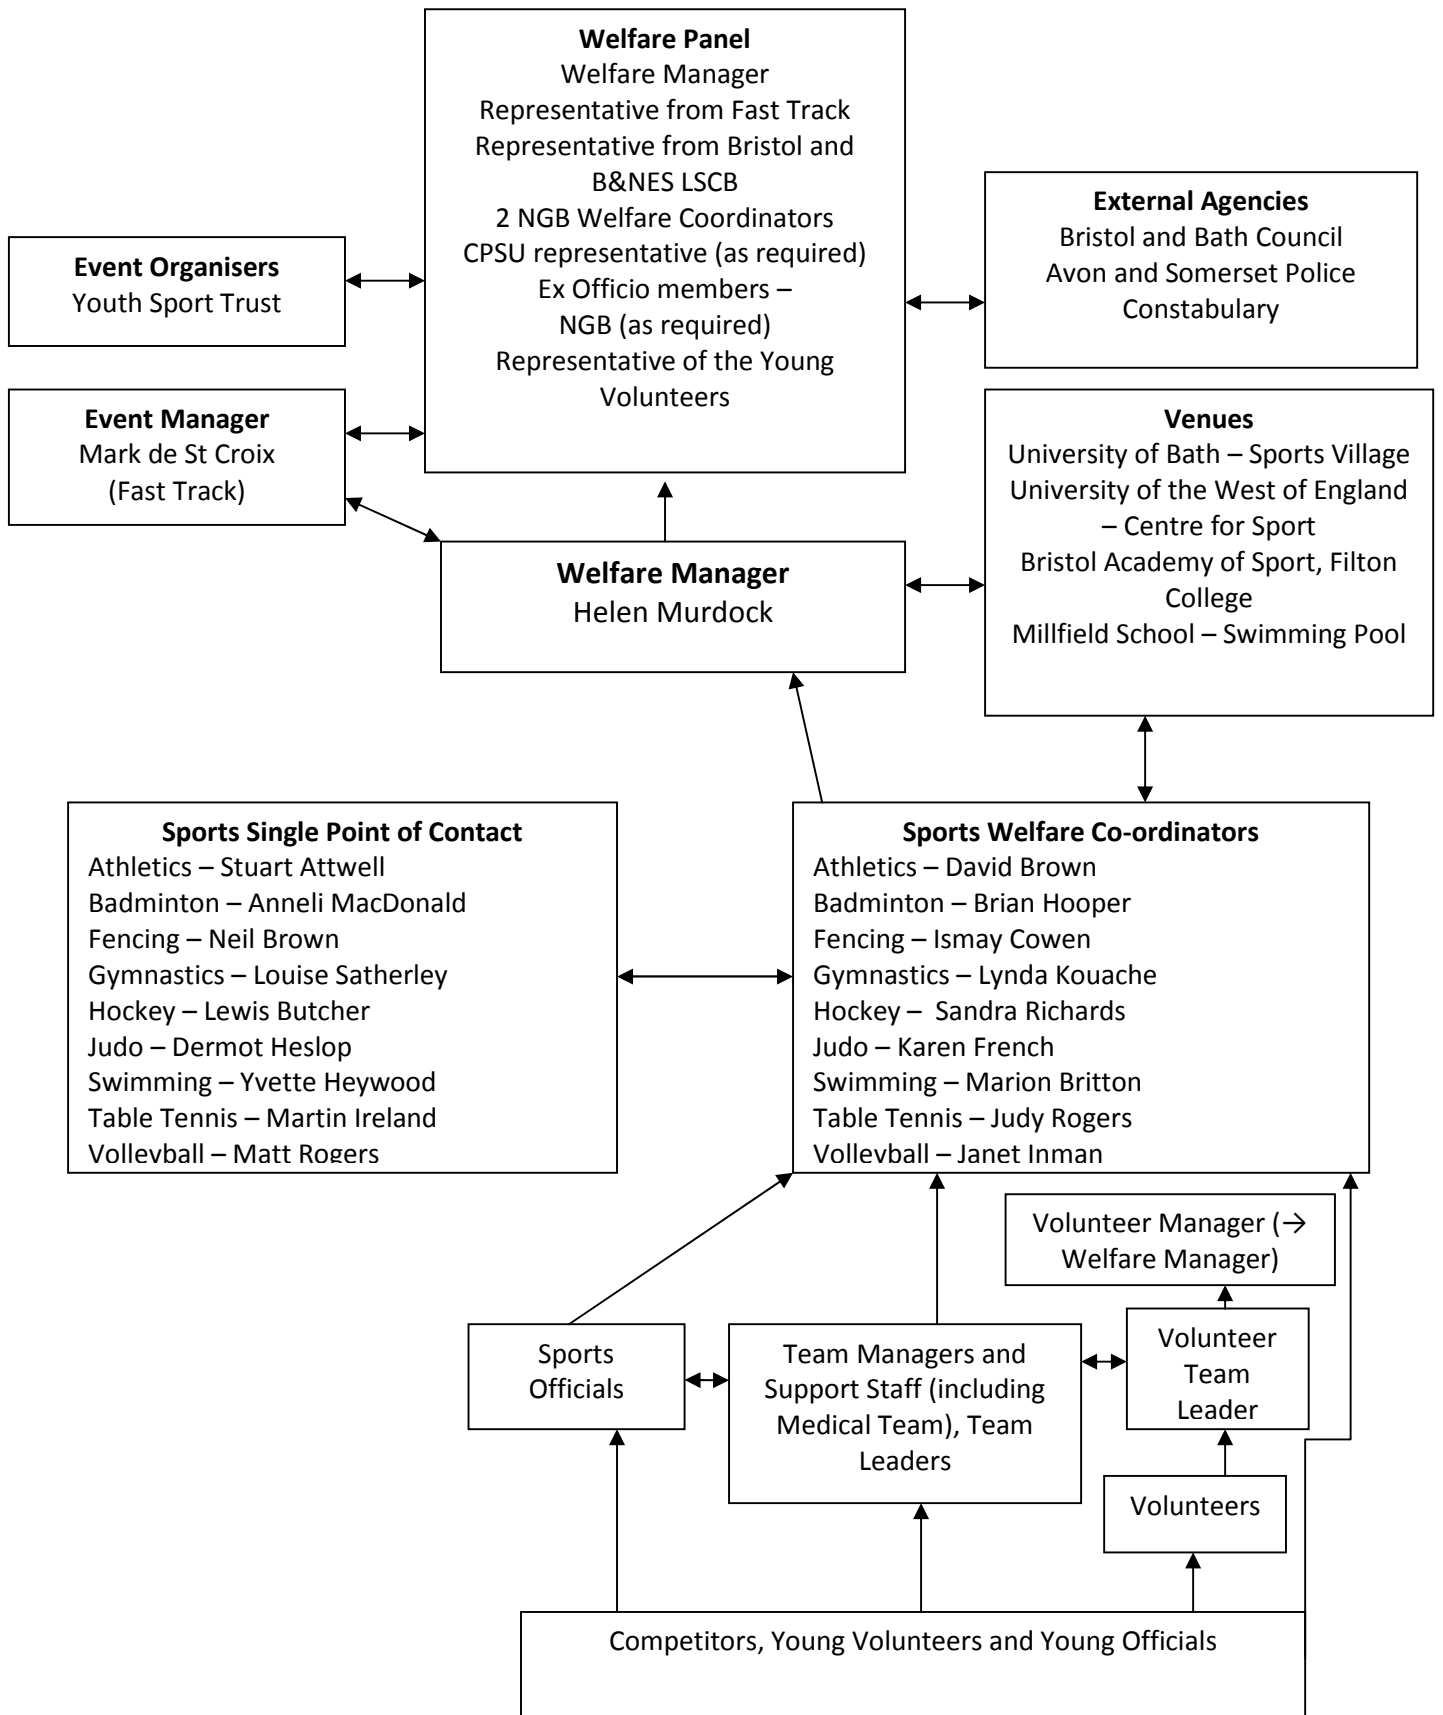 Welfare Panel
Welfare Manager
Representative from Fast Track
Representative from Bristol and
B&NES LSCB
2 NGB Welfare Coordinators
CPSU representative (as required)
Ex Officio members –
NGB (as required)
Representative of the Young
Volunteers
External Agencies
Bristol and Bath Council
Avon and Somerset Police
Constabulary
Event Organisers
Youth Sport Trust
Event Manager
Mark de St Croix
(Fast Track)
Venues
University of Bath – Sports Village
University of the West of England
– Centre for Sport
Bristol Academy of Sport, Filton
College
Millfield School – Swimming Pool
Welfare Manager
Helen Murdock
Sports Single Point of Contact
Athletics – Stuart Attwell
Badminton – Anneli MacDonald
Fencing – Neil Brown
Gymnastics – Louise Satherley
Hockey – Lewis Butcher
Judo – Dermot Heslop
Swimming – Yvette Heywood
Table Tennis – Martin Ireland
Volleyball – Matt Rogers
Sports Welfare Co-ordinators
Athletics – David Brown
Badminton – Brian Hooper
Fencing – Ismay Cowen
Gymnastics – Lynda Kouache
Hockey – Sandra Richards
Judo – Karen French
Swimming – Marion Britton
Table Tennis – Judy Rogers
Volleyball – Janet Inman
Volunteer Manager (→
Welfare Manager)
Sports
Officials
Team Managers and
Support Staff (including
Medical Team), Team
Leaders
Volunteer
Team
Leader
Volunteers
Competitors, Young Volunteers and Young Officials